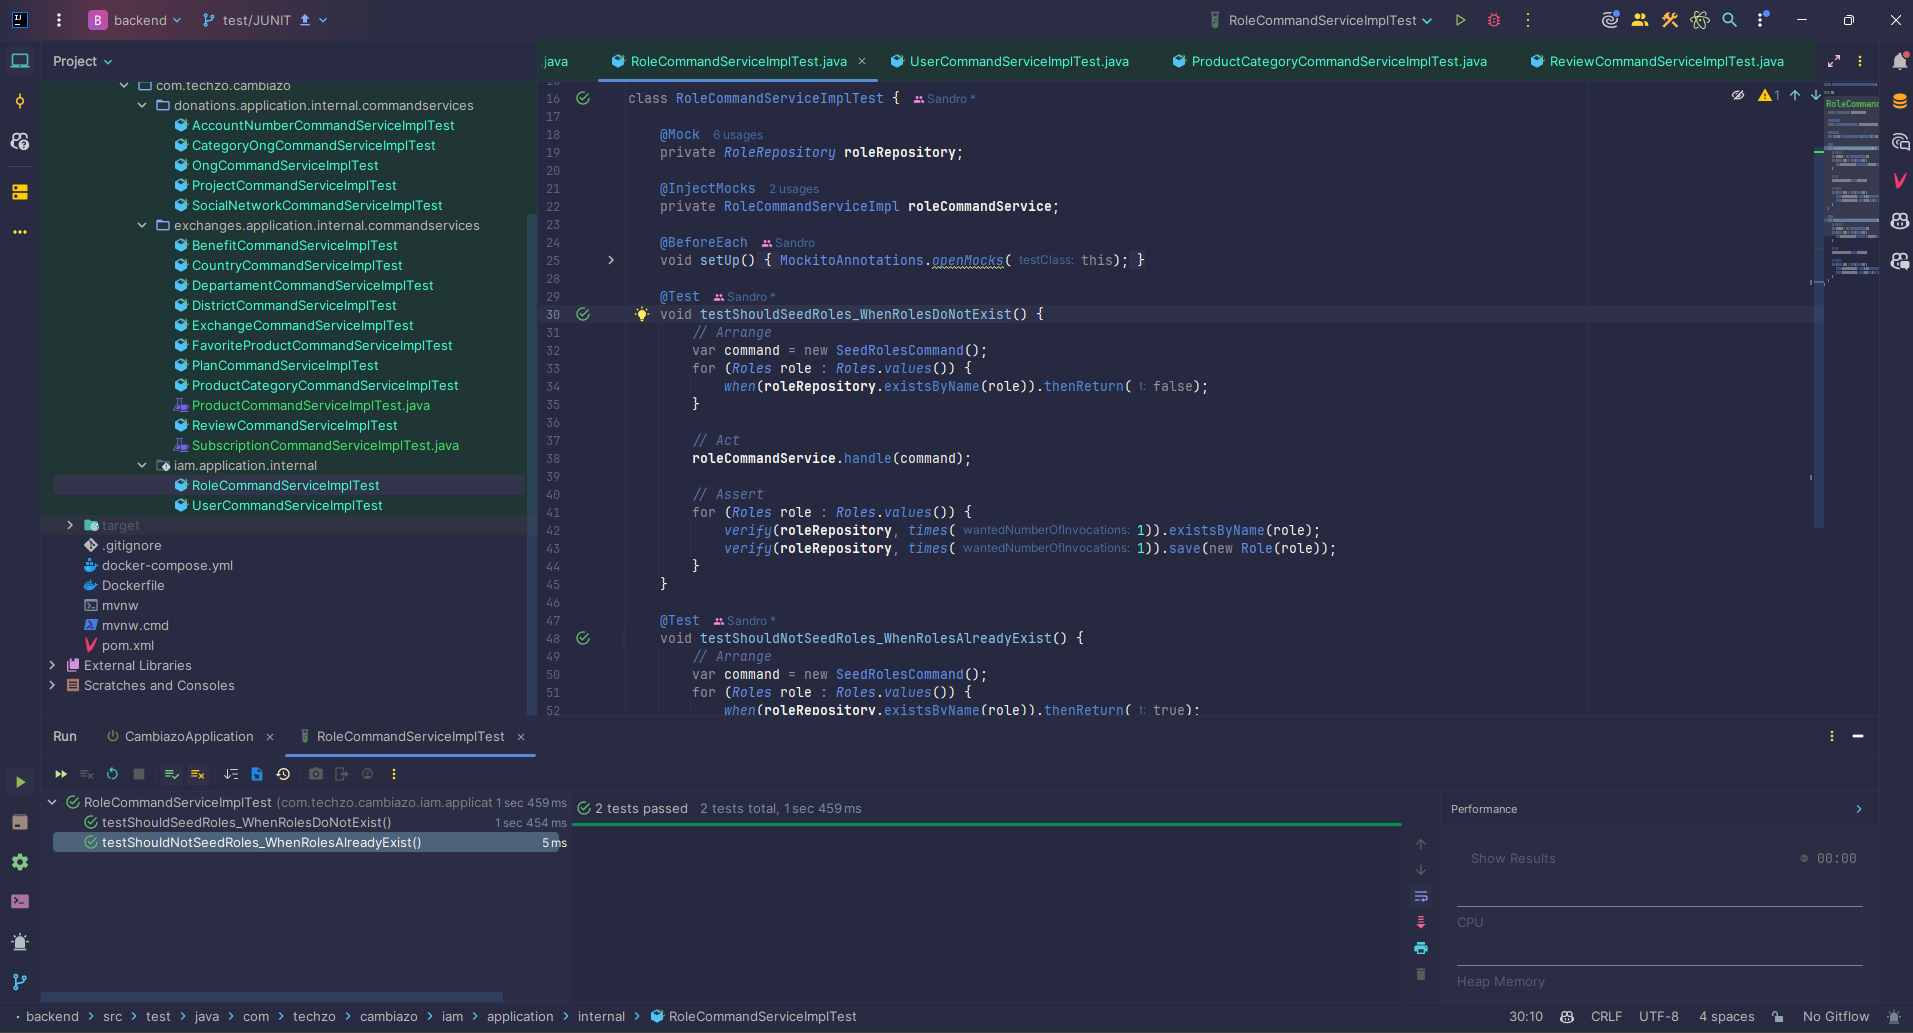 B backend test/JUNIT RoleCommandServiceImplTest
Project
.java RoleCommandServiceImplTest.java UserCommandServiceImplTest.java ProductCategoryCommandServiceImplTest.java ReviewCommandServiceImplTest.java
com.techzo.cambiazo
donations.application.internal.commandservices
AccountNumberCommandServiceImplTest
CategoryOngCommandServiceImplTest
OngCommandServiceImplTest
ProjectCommandServiceImplTest
SocialNetworkCommandServiceImplTest
exchanges.application.internal.commandservices
BenefitCommandServiceImplTest
CountryCommandServiceImplTest
DepartamentCommandServiceImplTest
DistrictCommandServiceImplTest
ExchangeCommandServiceImplTest
FavoriteProductCommandServiceImplTest
PlanCommandServiceImplTest
ProductCategoryCommandServiceImplTest
ProductCommandServiceImplTest.java
ReviewCommandServiceImplTest
SubscriptionCommandServiceImplTest.java
iam.application.internal
RoleCommandServiceImplTest
UserCommandServiceImplTest
target
.gitignore
docker-compose.yml
Dockerfile
mvnw
mvnw.cmd
pom.xml
External Libraries
Scratches and Consoles
16 class RoleCommandServiceImplTest { Sandro *
17
18 @Mock 6 usages
19 private RoleRepository roleRepository;
20
21 @InjectMocks 2 usages
22 private RoleCommandServiceImpl roleCommandService;
23
24 @BeforeEach Sandro
25 void setUp() { MockitoAnnotations.openMocks( testClass: this); }
28
29 @Test Sandro *
30 void testShouldSeedRoles_WhenRolesDoNotExist() {
31 // Arrange
32 var command = new SeedRolesCommand();
33 for (Roles role : Roles.values()) {
34 when(roleRepository.existsByName(role)).thenReturn( t: false);
35 }
36
37 // Act
38 roleCommandService.handle(command);
39
40 // Assert
41 for (Roles role : Roles.values()) {
42 verify(roleRepository, times( wantedNumberOfInvocations: 1)).existsByName(role);
43 verify(roleRepository, times( wantedNumberOfInvocations: 1)).save(new Role(role));
44 }
45 }
46
47 @Test Sandro *
48 void testShouldNotSeedRoles_WhenRolesAlreadyExist() {
49 // Arrange
50 var command = new SeedRolesCommand();
51 for (Roles role : Roles.values()) {
52 when(roleRepository.existsByName(role)).thenReturn( t: true);
1
RoleCommand
Run CambiazoApplication RoleCommandServiceImplTest
RoleCommandServiceImplTest (com.techzo.cambiazo.iam.applicat 1 sec 459 ms
testShouldSeedRoles_WhenRolesDoNotExist() 1 sec 454 ms
testShouldNotSeedRoles_WhenRolesAlreadyExist() 5 ms
2 tests passed 2 tests total, 1 sec 459 ms
Performance
Show Results 00:00
CPU
Heap Memory
backend > src > test > java > com > techzo > cambiazo > iam > application > internal > RoleCommandServiceImplTest
30:10 CRLF UTF-8 4 spaces No Gitflow